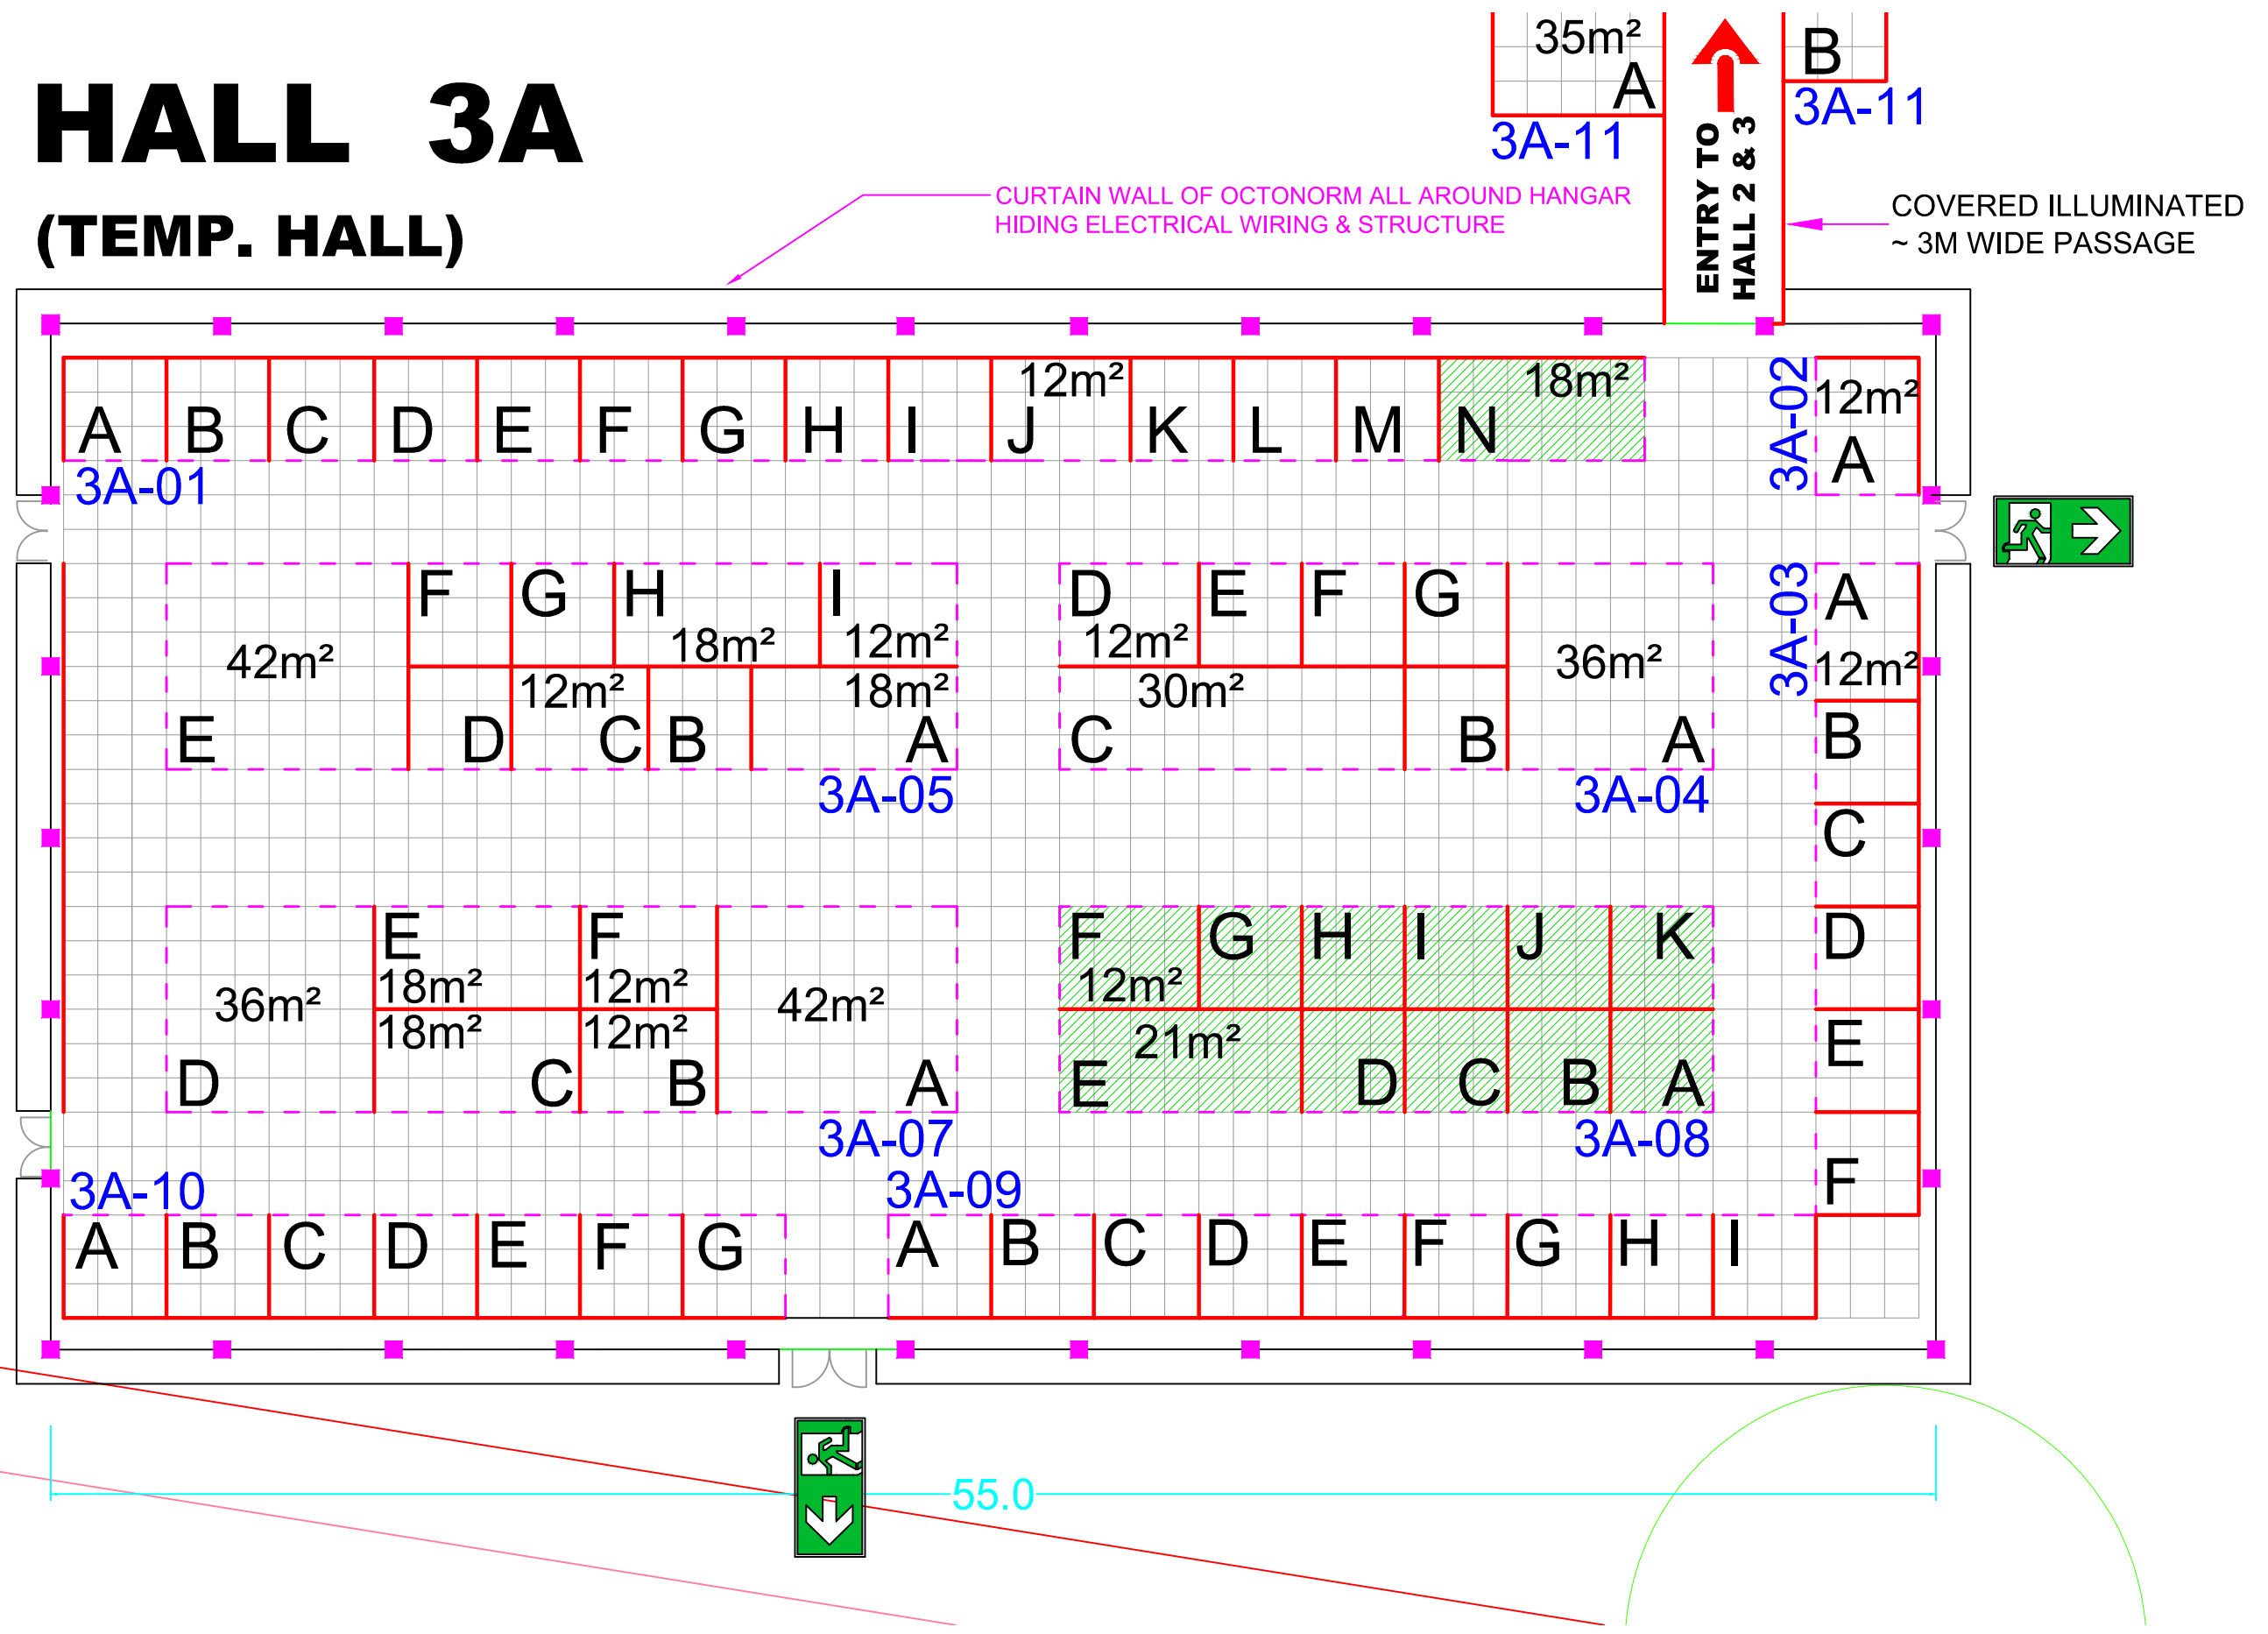 35m²
A
B
3A-11
3A-11
HALL 3A
(TEMP. HALL)
ENTRY TO
HALL 2 & 3
CURTAIN WALL OF OCTONORM ALL AROUND HANGAR
HIDING ELECTRICAL WIRING & STRUCTURE
COVERED ILLUMINATED
~ 3M WIDE PASSAGE
12m² 18m²
A B C D E F G H I J K L M N
3A-01
3A-02
12m²
A
F G H I
42m² 18m² 12m²
12m² 18m²
E D C B A
3A-05
D E F G
12m² 36m²
30m²
C B A
3A-04
3A-03
A
12m²
B
C
D
E
F
E F
18m² 12m²
36m² 42m²
18m² 12m²
D C B A
3A-07
F G H I J K
12m²
21m²
E D C B A
3A-08
3A-10
A B C D E F G
3A-09
A B C D E F G H I
55.0